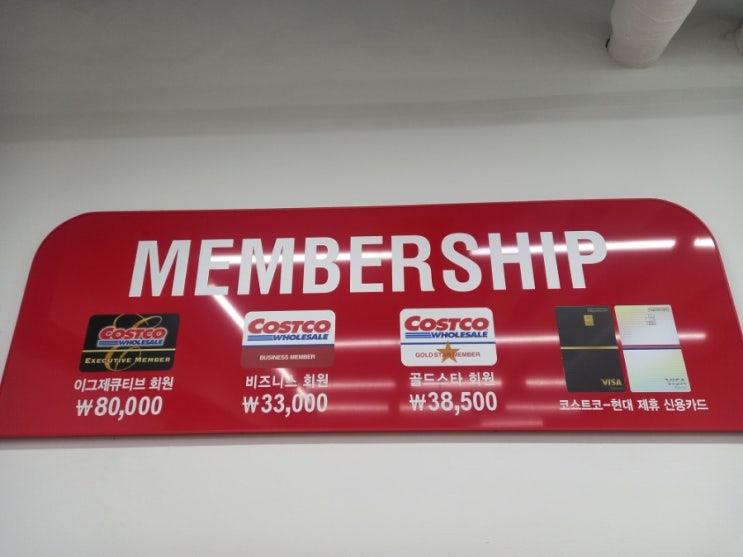 MEMBERSHIP
COSTCO
WHOLESALE
EXECUTIVE MEMBER
이그제큐티브 회원
₩80,000
COSTCO
WHOLESALE
BUSINESS MEMBER
비즈니스 회원
₩33,000
COSTCO
WHOLESALE
GOLD STAR MEMBER
골드스타 회원
₩38,500
VISA
VISA
코스트코-현대 제휴 신용카드